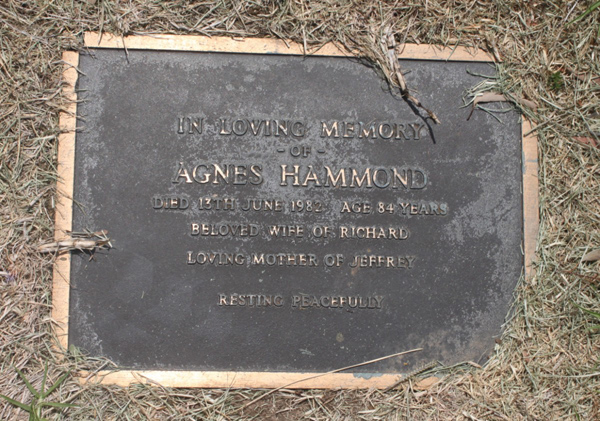 IN LOVING MEMORY
- OF -
AGNES HAMMOND
DIED 13TH JUNE 1982 AGE 84 YEARS
BELOVED WIFE OF RICHARD
LOVING MOTHER OF JEFFREY
RESTING PEACEFULLY